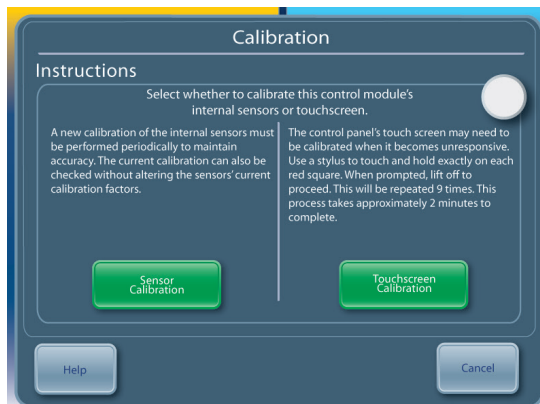 Calibration
Instructions
Select whether to calibrate this control module's
internal sensors or touchscreen.
A new calibration of the internal sensors must
be performed periodically to maintain
accuracy. The current calibration can also be
checked without altering the sensors' current
calibration factors.
The control panel's touch screen may need to
be calibrated when it becomes unresponsive.
Use a stylus to touch and hold exactly on each
red square. When prompted, lift off to
proceed. This will be repeated 9 times. This
process takes approximately 2 minutes to
complete.
Sensor
Calibration
Touchscreen
Calibration
Help
Cancel